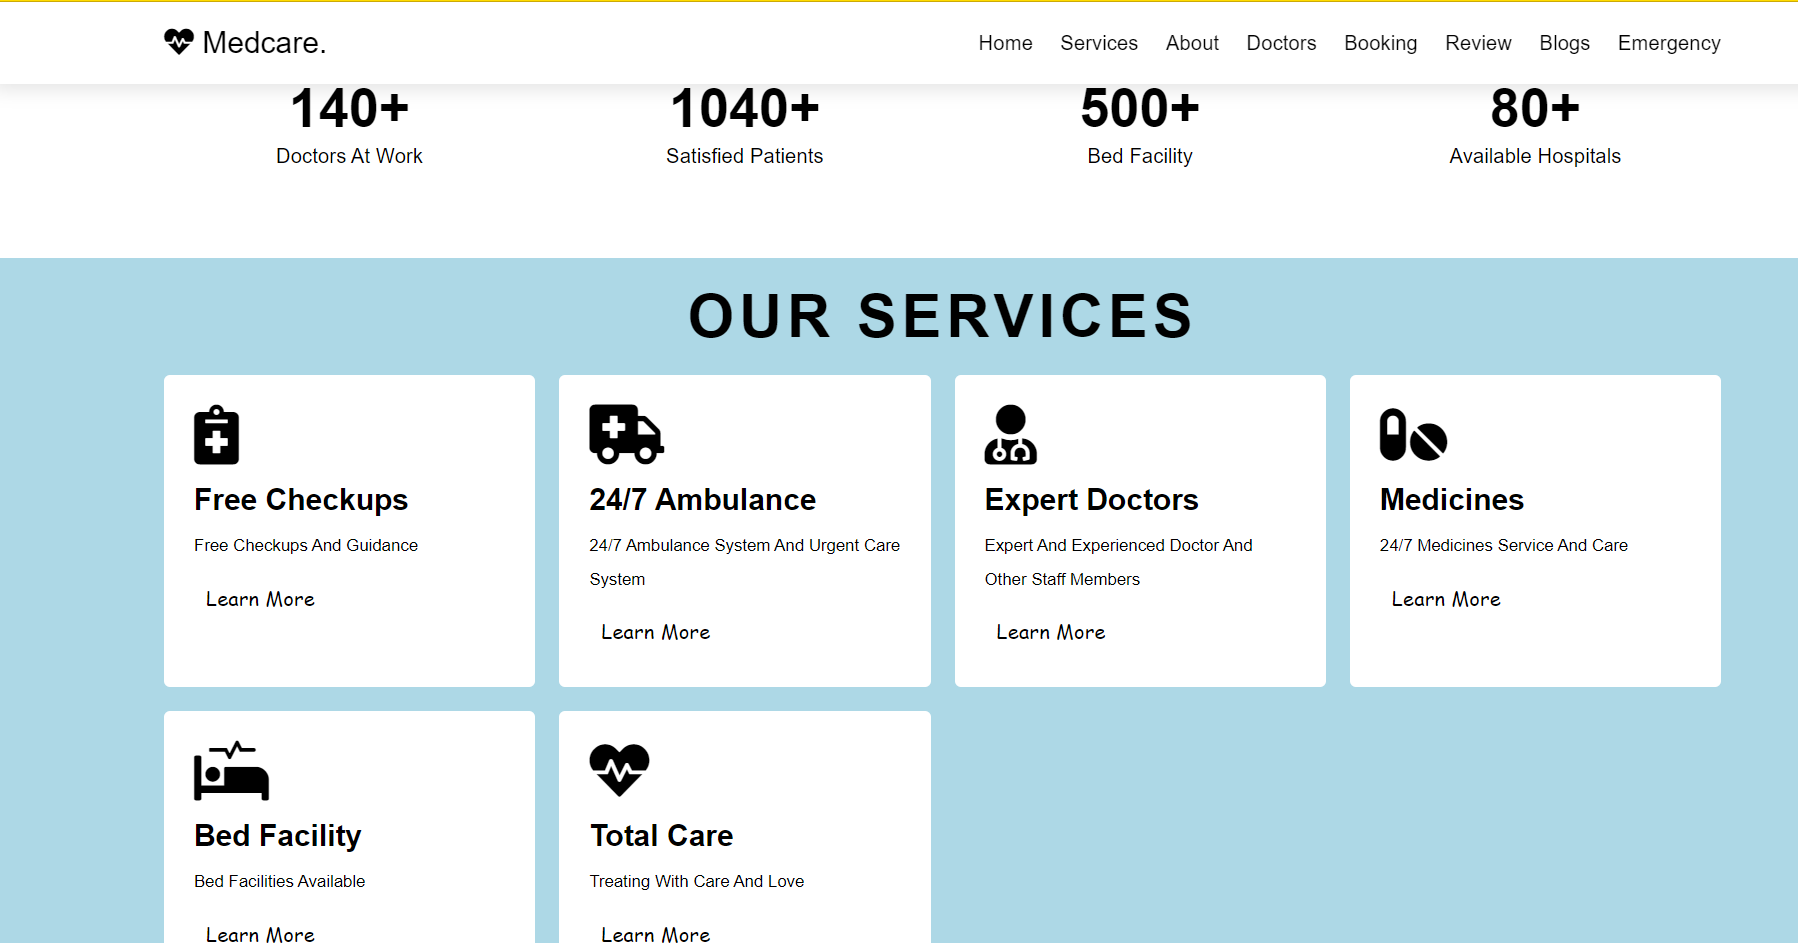 Medcare.
Home Services About Doctors Booking Review Blogs Emergency
140+ 1040+ 500+ 80+
Doctors At Work Satisfied Patients Bed Facility Available Hospitals
OUR SERVICES
Free Checkups
Free Checkups And Guidance
Learn More
24/7 Ambulance
24/7 Ambulance System And Urgent Care
System
Learn More
Expert Doctors
Expert And Experienced Doctor And
Other Staff Members
Learn More
Medicines
24/7 Medicines Service And Care
Learn More
Bed Facility
Bed Facilities Available
Learn More
Total Care
Treating With Care And Love
Learn More